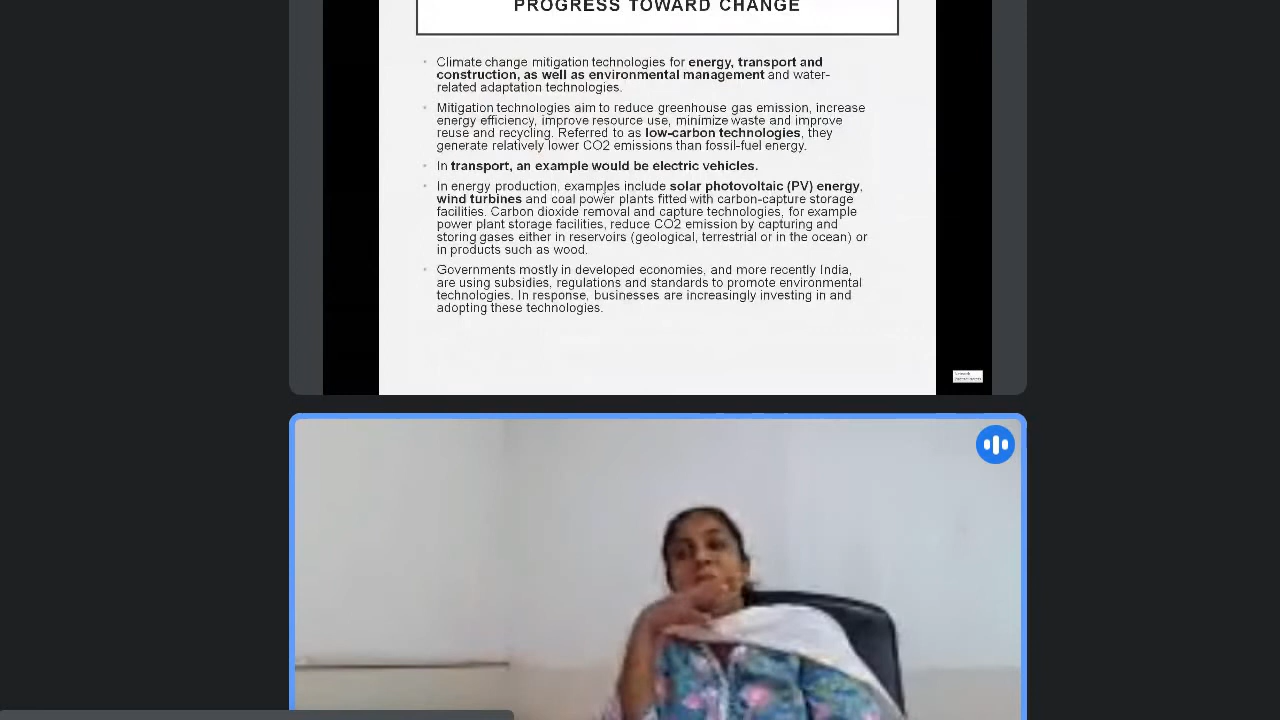 PROGRESS TOWARD CHANGE
Climate change mitigation technologies for energy, transport and
construction, as well as environmental management and water-
related adaptation technologies.
Mitigation technologies aim to reduce greenhouse gas emission, increase
energy efficiency, improve resource use, minimize waste and improve
reuse and recycling. Referred to as low-carbon technologies, they
generate relatively lower CO2 emissions than fossil-fuel energy.
In transport, an example would be electric vehicles.
In energy production, examples include solar photovoltaic (PV) energy,
wind turbines and coal power plants fitted with carbon-capture storage
facilities. Carbon dioxide removal and capture technologies, for example
power plant storage facilities, reduce CO2 emission by capturing and
storing gases either in reservoirs (geological, terrestrial or in the ocean) or
in products such as wood.
Governments mostly in developed economies, and more recently India,
are using subsidies, regulations and standards to promote environmental
technologies. In response, businesses are increasingly investing in and
adopting these technologies.